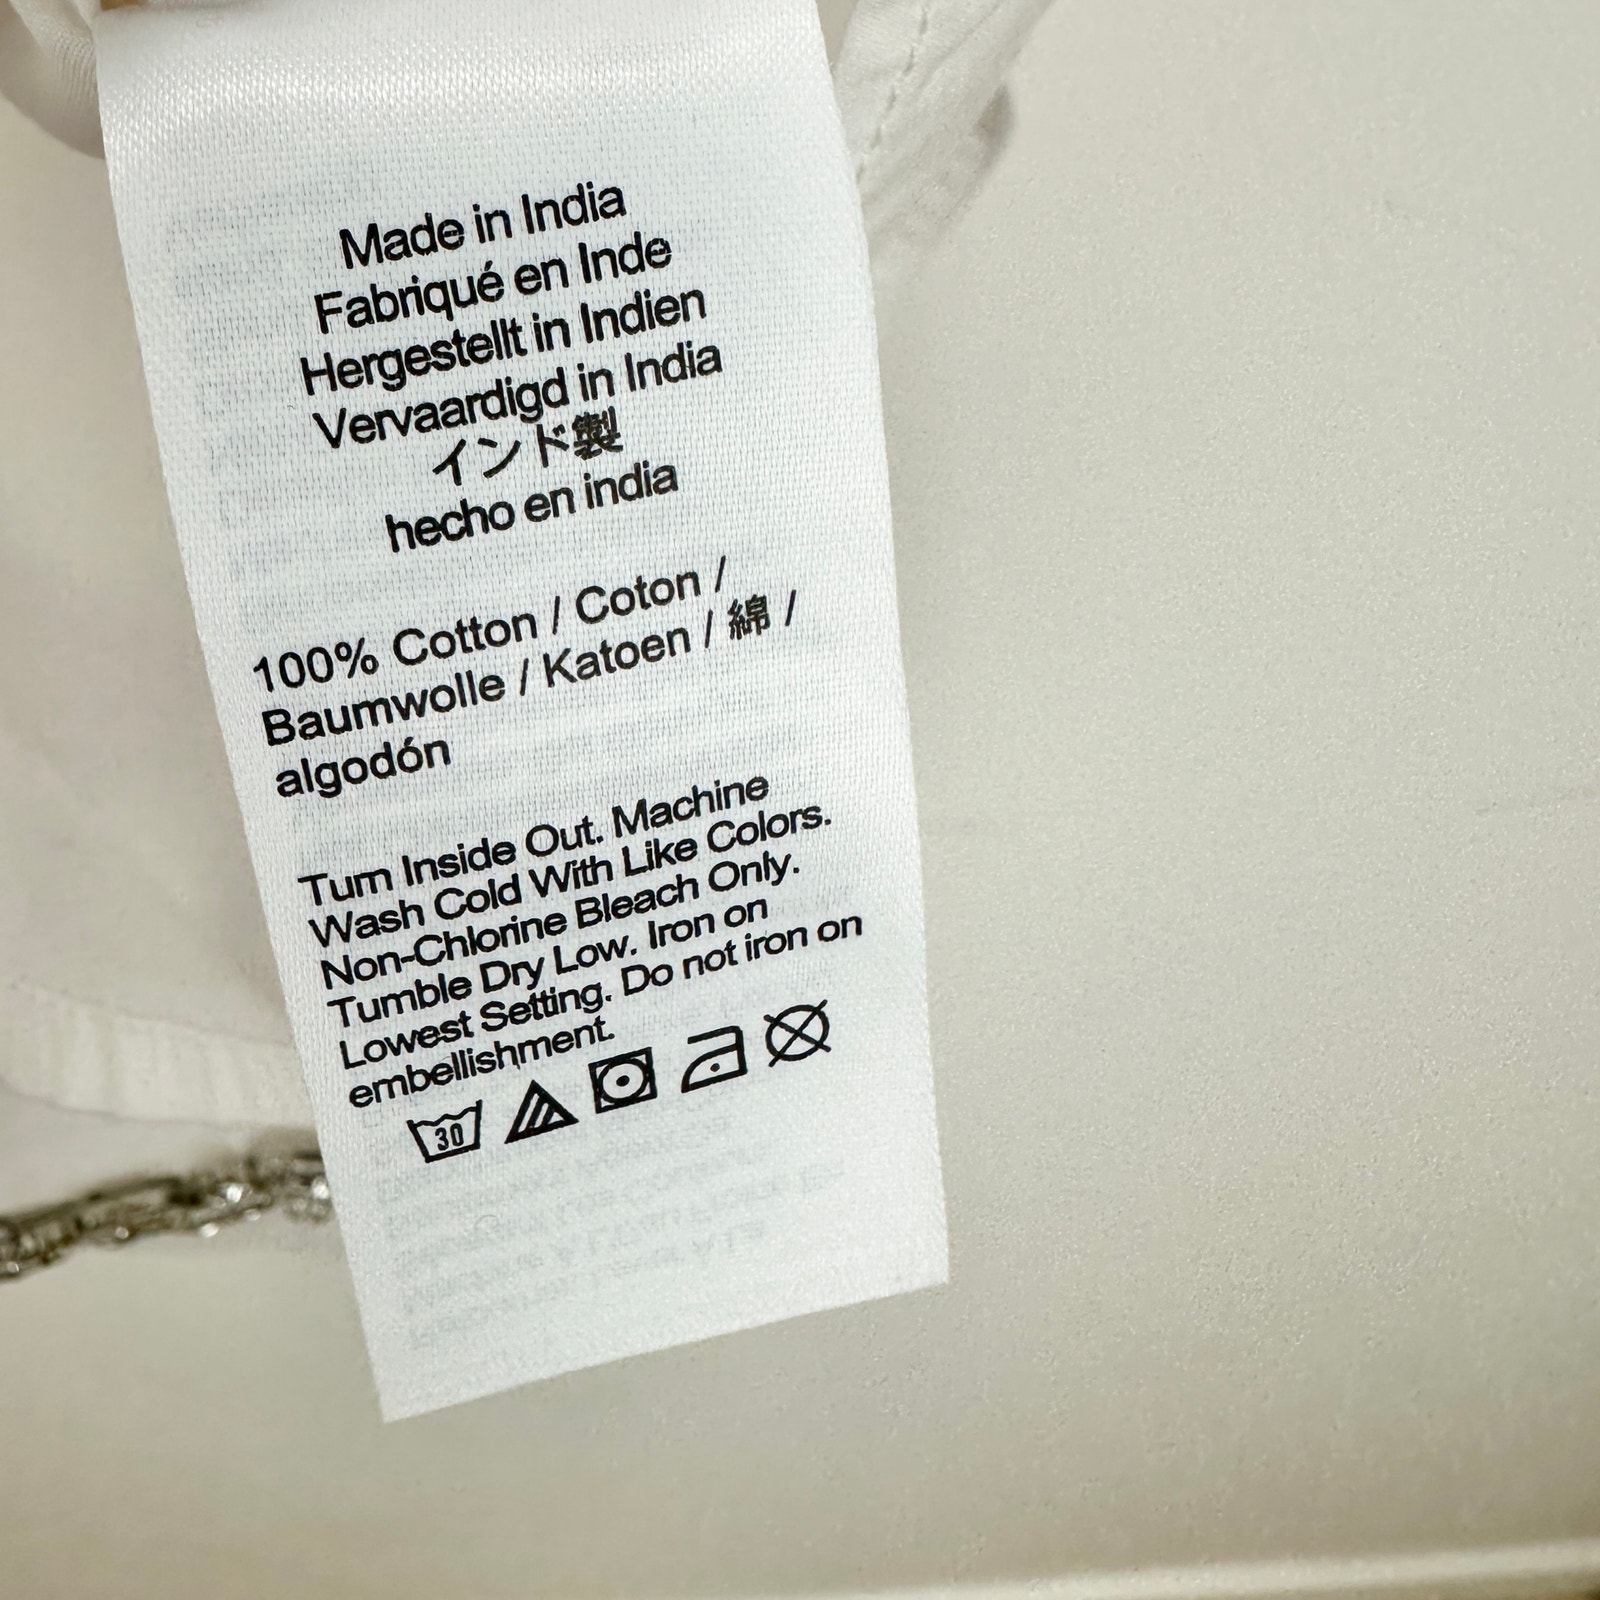 Made in India
Fabriqué en Inde
Hergestellt in Indien
Vervaardigd in India
インド製
hecho en india
100% Cotton / Coton /
Baumwolle / Katoen / 綿 /
algodón
Turn Inside Out. Machine
Wash Cold With Like Colors.
Non-Chlorine Bleach Only.
Tumble Dry Low. Iron on
Lowest Setting. Do not iron on
embellishment.
30